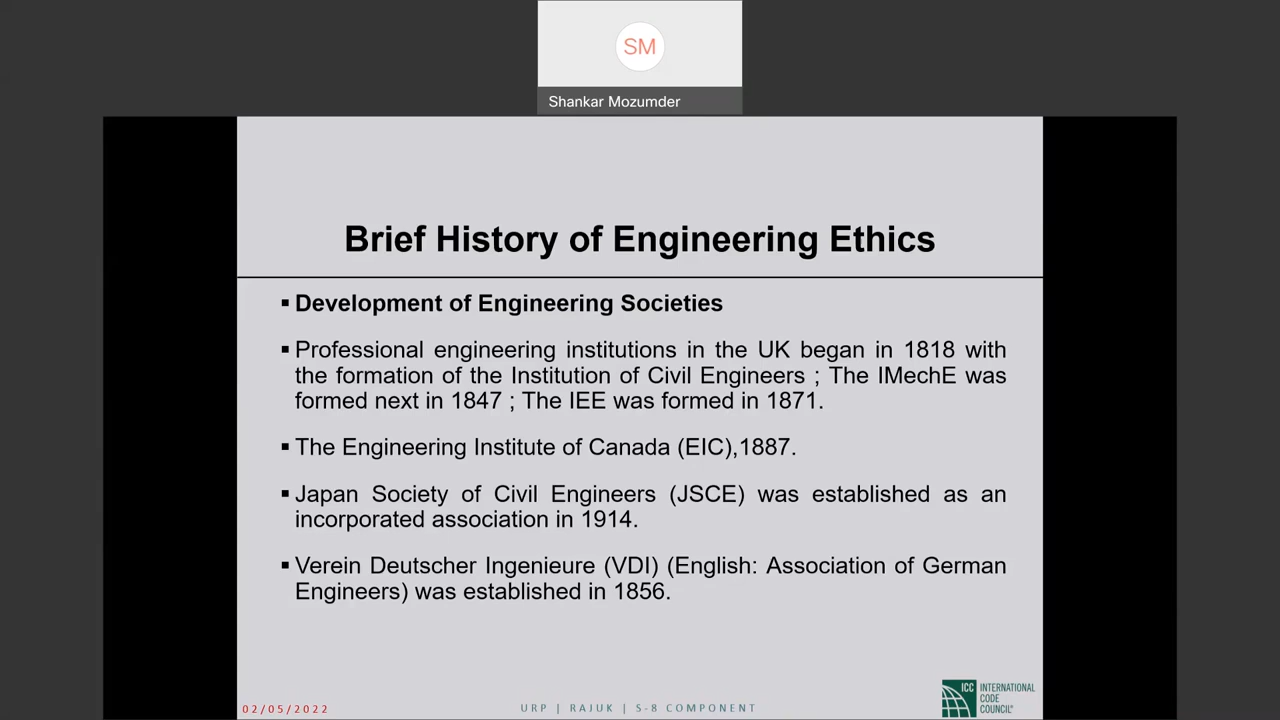 SM
Shankar Mozumder
Brief History of Engineering Ethics
▪ Development of Engineering Societies
▪ Professional engineering institutions in the UK began in 1818 with
the formation of the Institution of Civil Engineers ; The IMechE was
formed next in 1847 ; The IEE was formed in 1871.
▪ The Engineering Institute of Canada (EIC),1887.
▪ Japan Society of Civil Engineers (JSCE) was established as an
incorporated association in 1914.
▪ Verein Deutscher Ingenieure (VDI) (English: Association of German
Engineers) was established in 1856.
02/05/2022
URP | RAJUK | S-8 COMPONENT
ICC
INTERNATIONAL
CODE
COUNCIL®